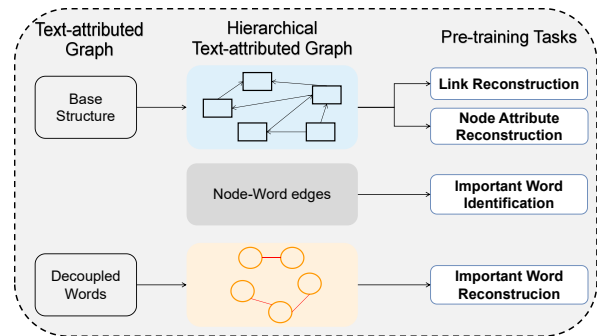 Text-attributed
Graph
Hierarchical
Text-attributed Graph
Pre-training Tasks
Base
Structure
Link Reconstruction
Node Attribute
Reconstruction
Node-Word edges
Important Word
Identification
Decoupled
Words
Important Word
Reconstrucion